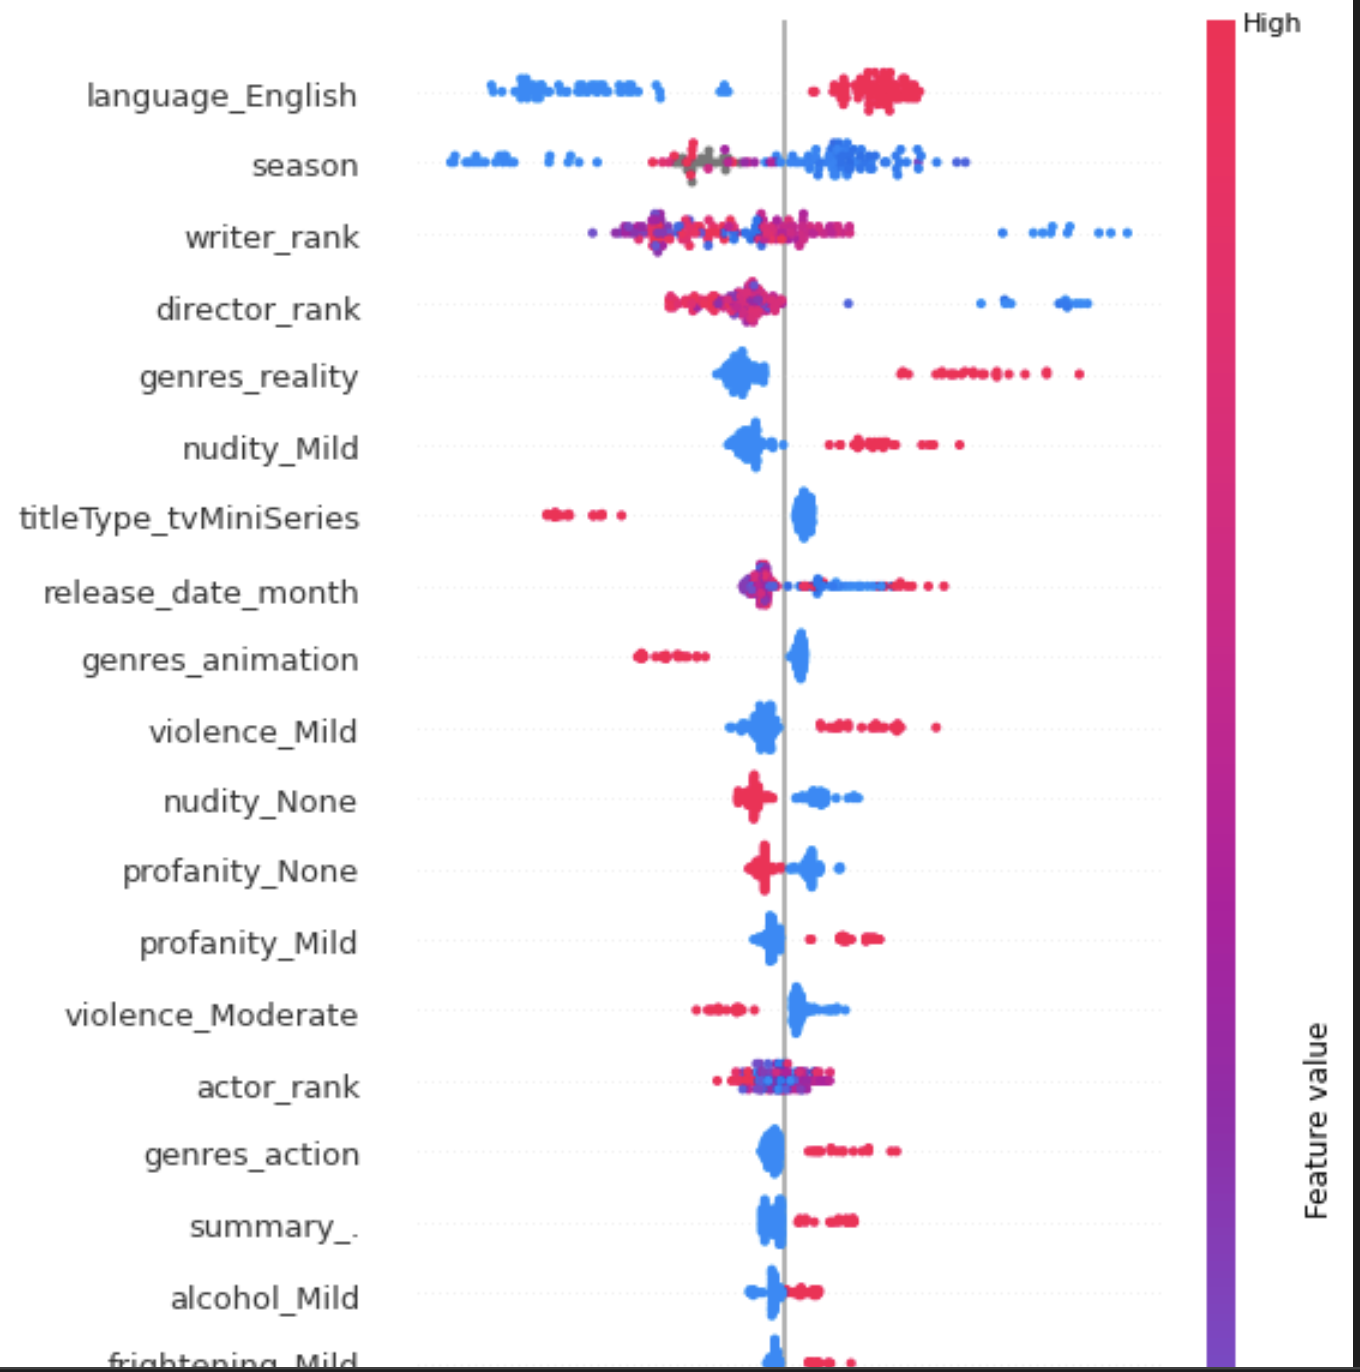 High
language_English
season
writer_rank
director_rank
genres_reality
nudity_Mild
titleType_tvMiniSeries
release_date_month
genres_animation
violence_Mild
nudity_None
profanity_None
profanity_Mild
violence_Moderate
actor_rank
genres_action
summary_.
alcohol_Mild
frightening_Mild
Feature value